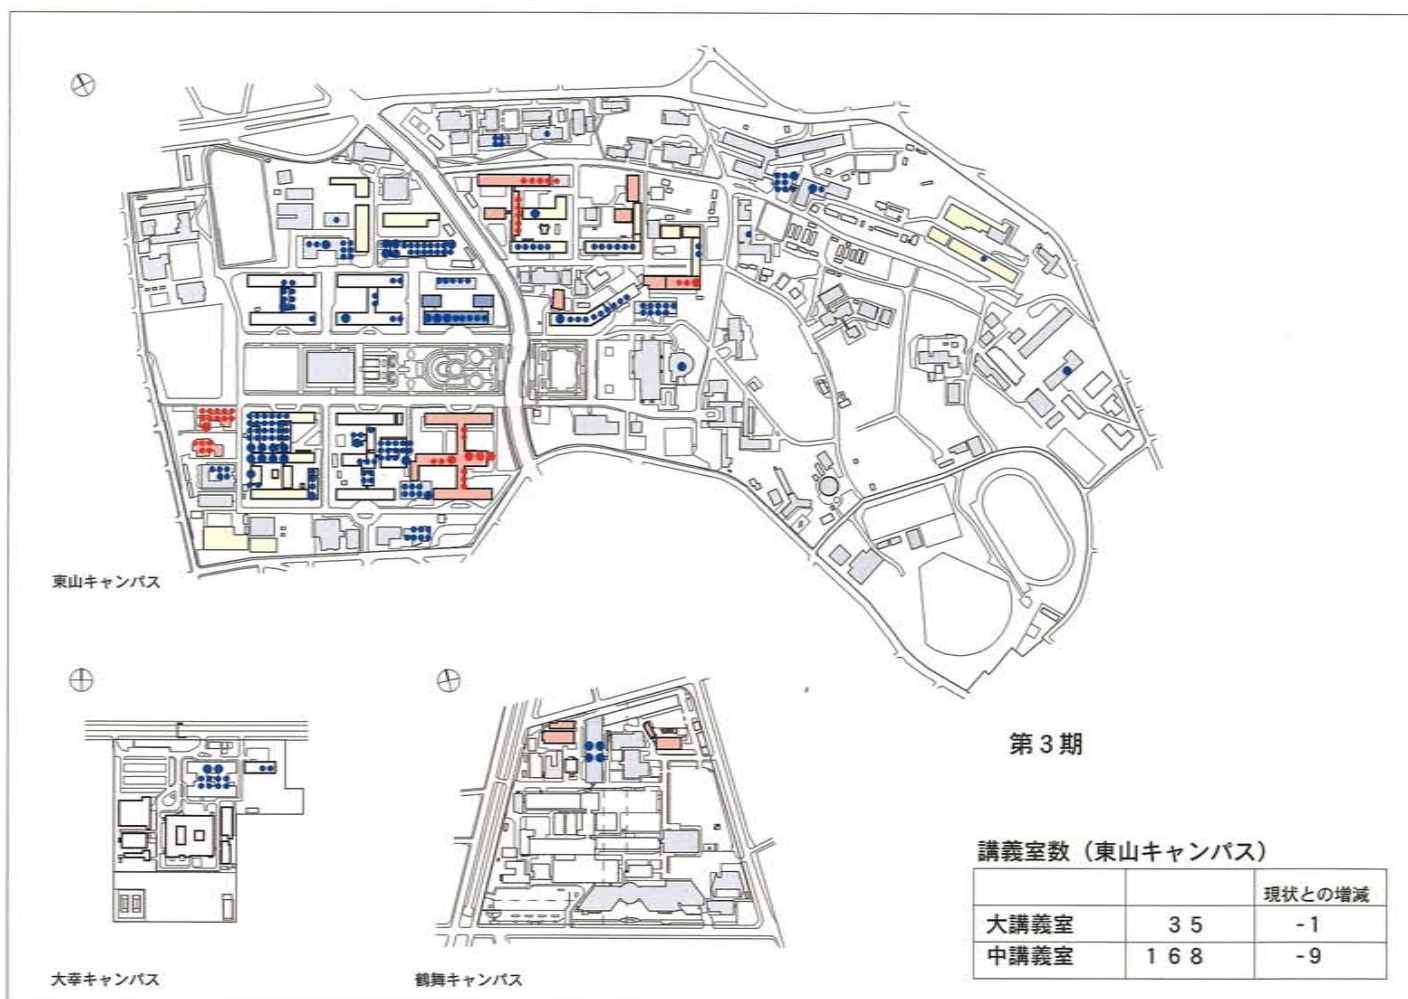 東山キャンパス
第3期
講義室数（東山キャンパス）
現状との増減
大講義室 35 -1
中講義室 168 -9
大幸キャンパス
鶴舞キャンパス